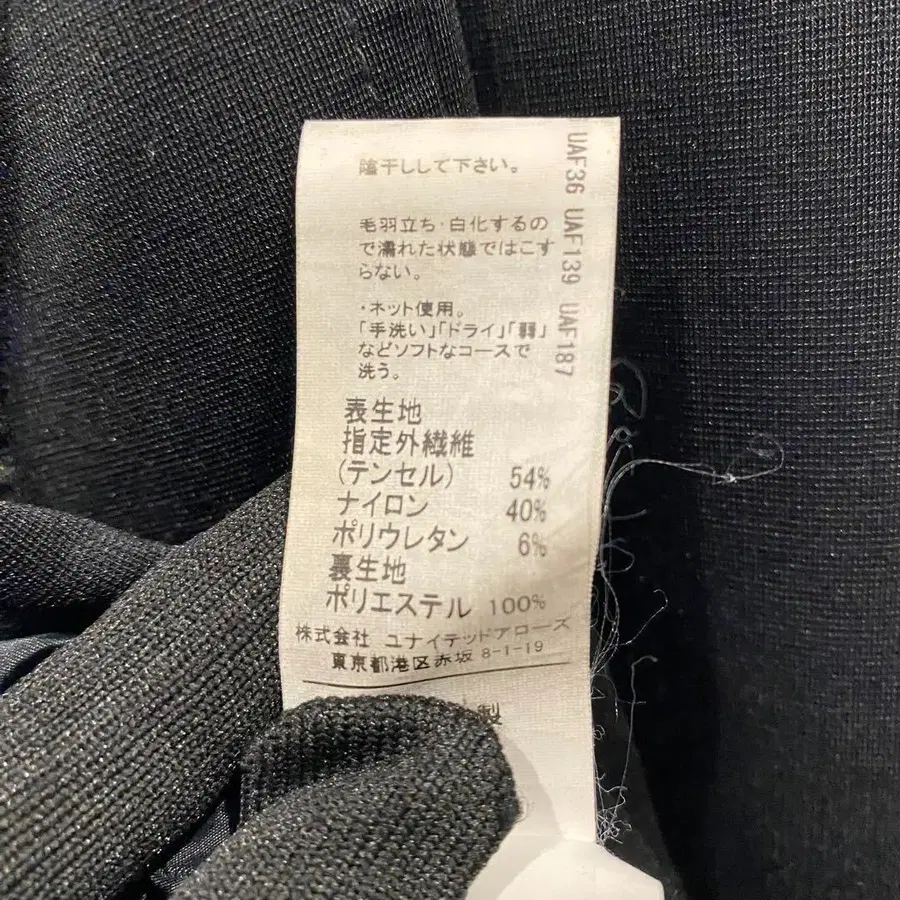 陰干しして下さい。
毛羽立ち・白化するの
で濡れた状態ではこす
らない。
・ネット使用。
「手洗い」「ドライ」「弱」
などソフトなコースで
洗う。
表生地
指定外繊維
(テンセル) 54%
ナイロン 40%
ポリウレタン 6%
裏生地
ポリエステル 100%
株式会社 ユナイテッドアローズ
東京都港区赤坂 8-1-19
製
UAF36 UAF139 UAF187